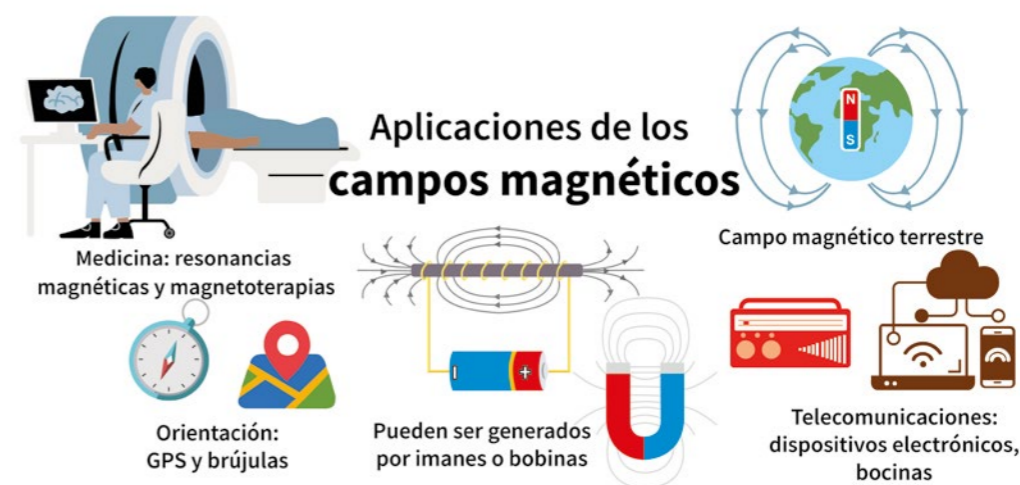 Aplicaciones de los
campos magnéticos
N
S
Campo magnético terrestre
Medicina: resonancias
magnéticas y magnetoterapias
Orientación:
GPS y brújulas
Pueden ser generados
por imanes o bobinas
Telecomunicaciones:
dispositivos electrónicos,
bocinas